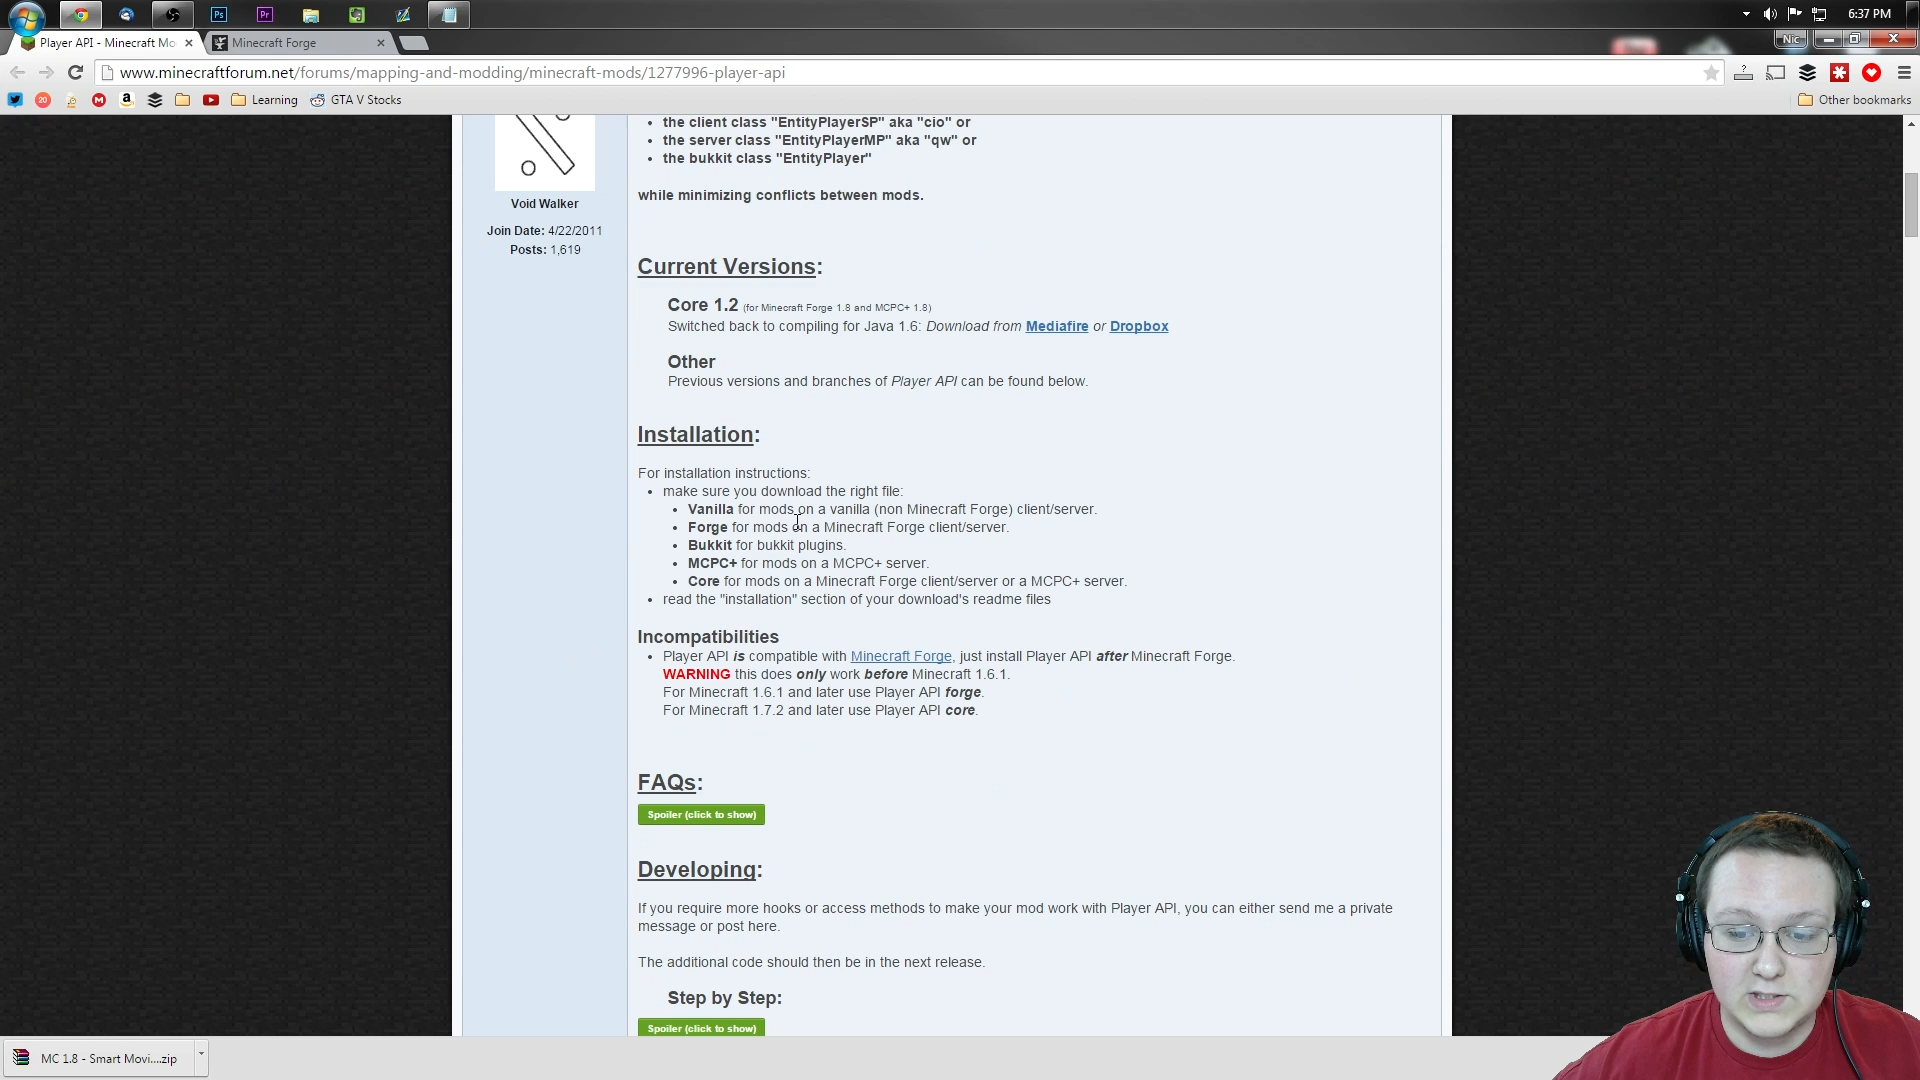 Ps
Pr
6:37 PM
Player API - Minecraft Mo
Minecraft Forge
Nic
www.minecraftforum.net/forums/mapping-and-modding/minecraft-mods/1277996-player-api
20
Learning
GTA V Stocks
Other bookmarks
the client class "EntityPlayerSP" aka "cio" or
the server class "EntityPlayerMP" aka "qw" or
the bukkit class "EntityPlayer"
while minimizing conflicts between mods.
Void Walker
Join Date: 4/22/2011
Posts: 1,619
Current Versions:
Core 1.2 (for Minecraft Forge 1.8 and MCPC+ 1.8)
Switched back to compiling for Java 1.6: Download from Mediafire or Dropbox
Other
Previous versions and branches of Player API can be found below.
Installation:
For installation instructions:
make sure you download the right file:
Vanilla for mods on a vanilla (non Minecraft Forge) client/server.
Forge for mods on a Minecraft Forge client/server.
Bukkit for bukkit plugins.
MCPC+ for mods on a MCPC+ server.
Core for mods on a Minecraft Forge client/server or a MCPC+ server.
read the "installation" section of your download's readme files
Incompatibilities
Player API is compatible with Minecraft Forge, just install Player API after Minecraft Forge.
WARNING this does only work before Minecraft 1.6.1.
For Minecraft 1.6.1 and later use Player API forge.
For Minecraft 1.7.2 and later use Player API core.
FAQs:
Spoiler (click to show)
Developing:
If you require more hooks or access methods to make your mod work with Player API, you can either send me a private
message or post here.
The additional code should then be in the next release.
Step by Step:
Spoiler (click to show)
MC 1.8 - Smart Movi....zip